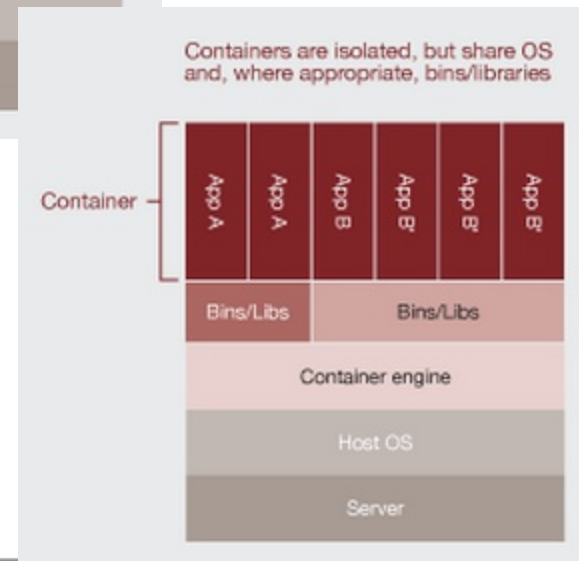 Containers are isolated, but share OS
and, where appropriate, bins/libraries
Container
App A
App A
App B
App B'
App B'
App B'
Bins/Libs
Bins/Libs
Container engine
Host OS
Server